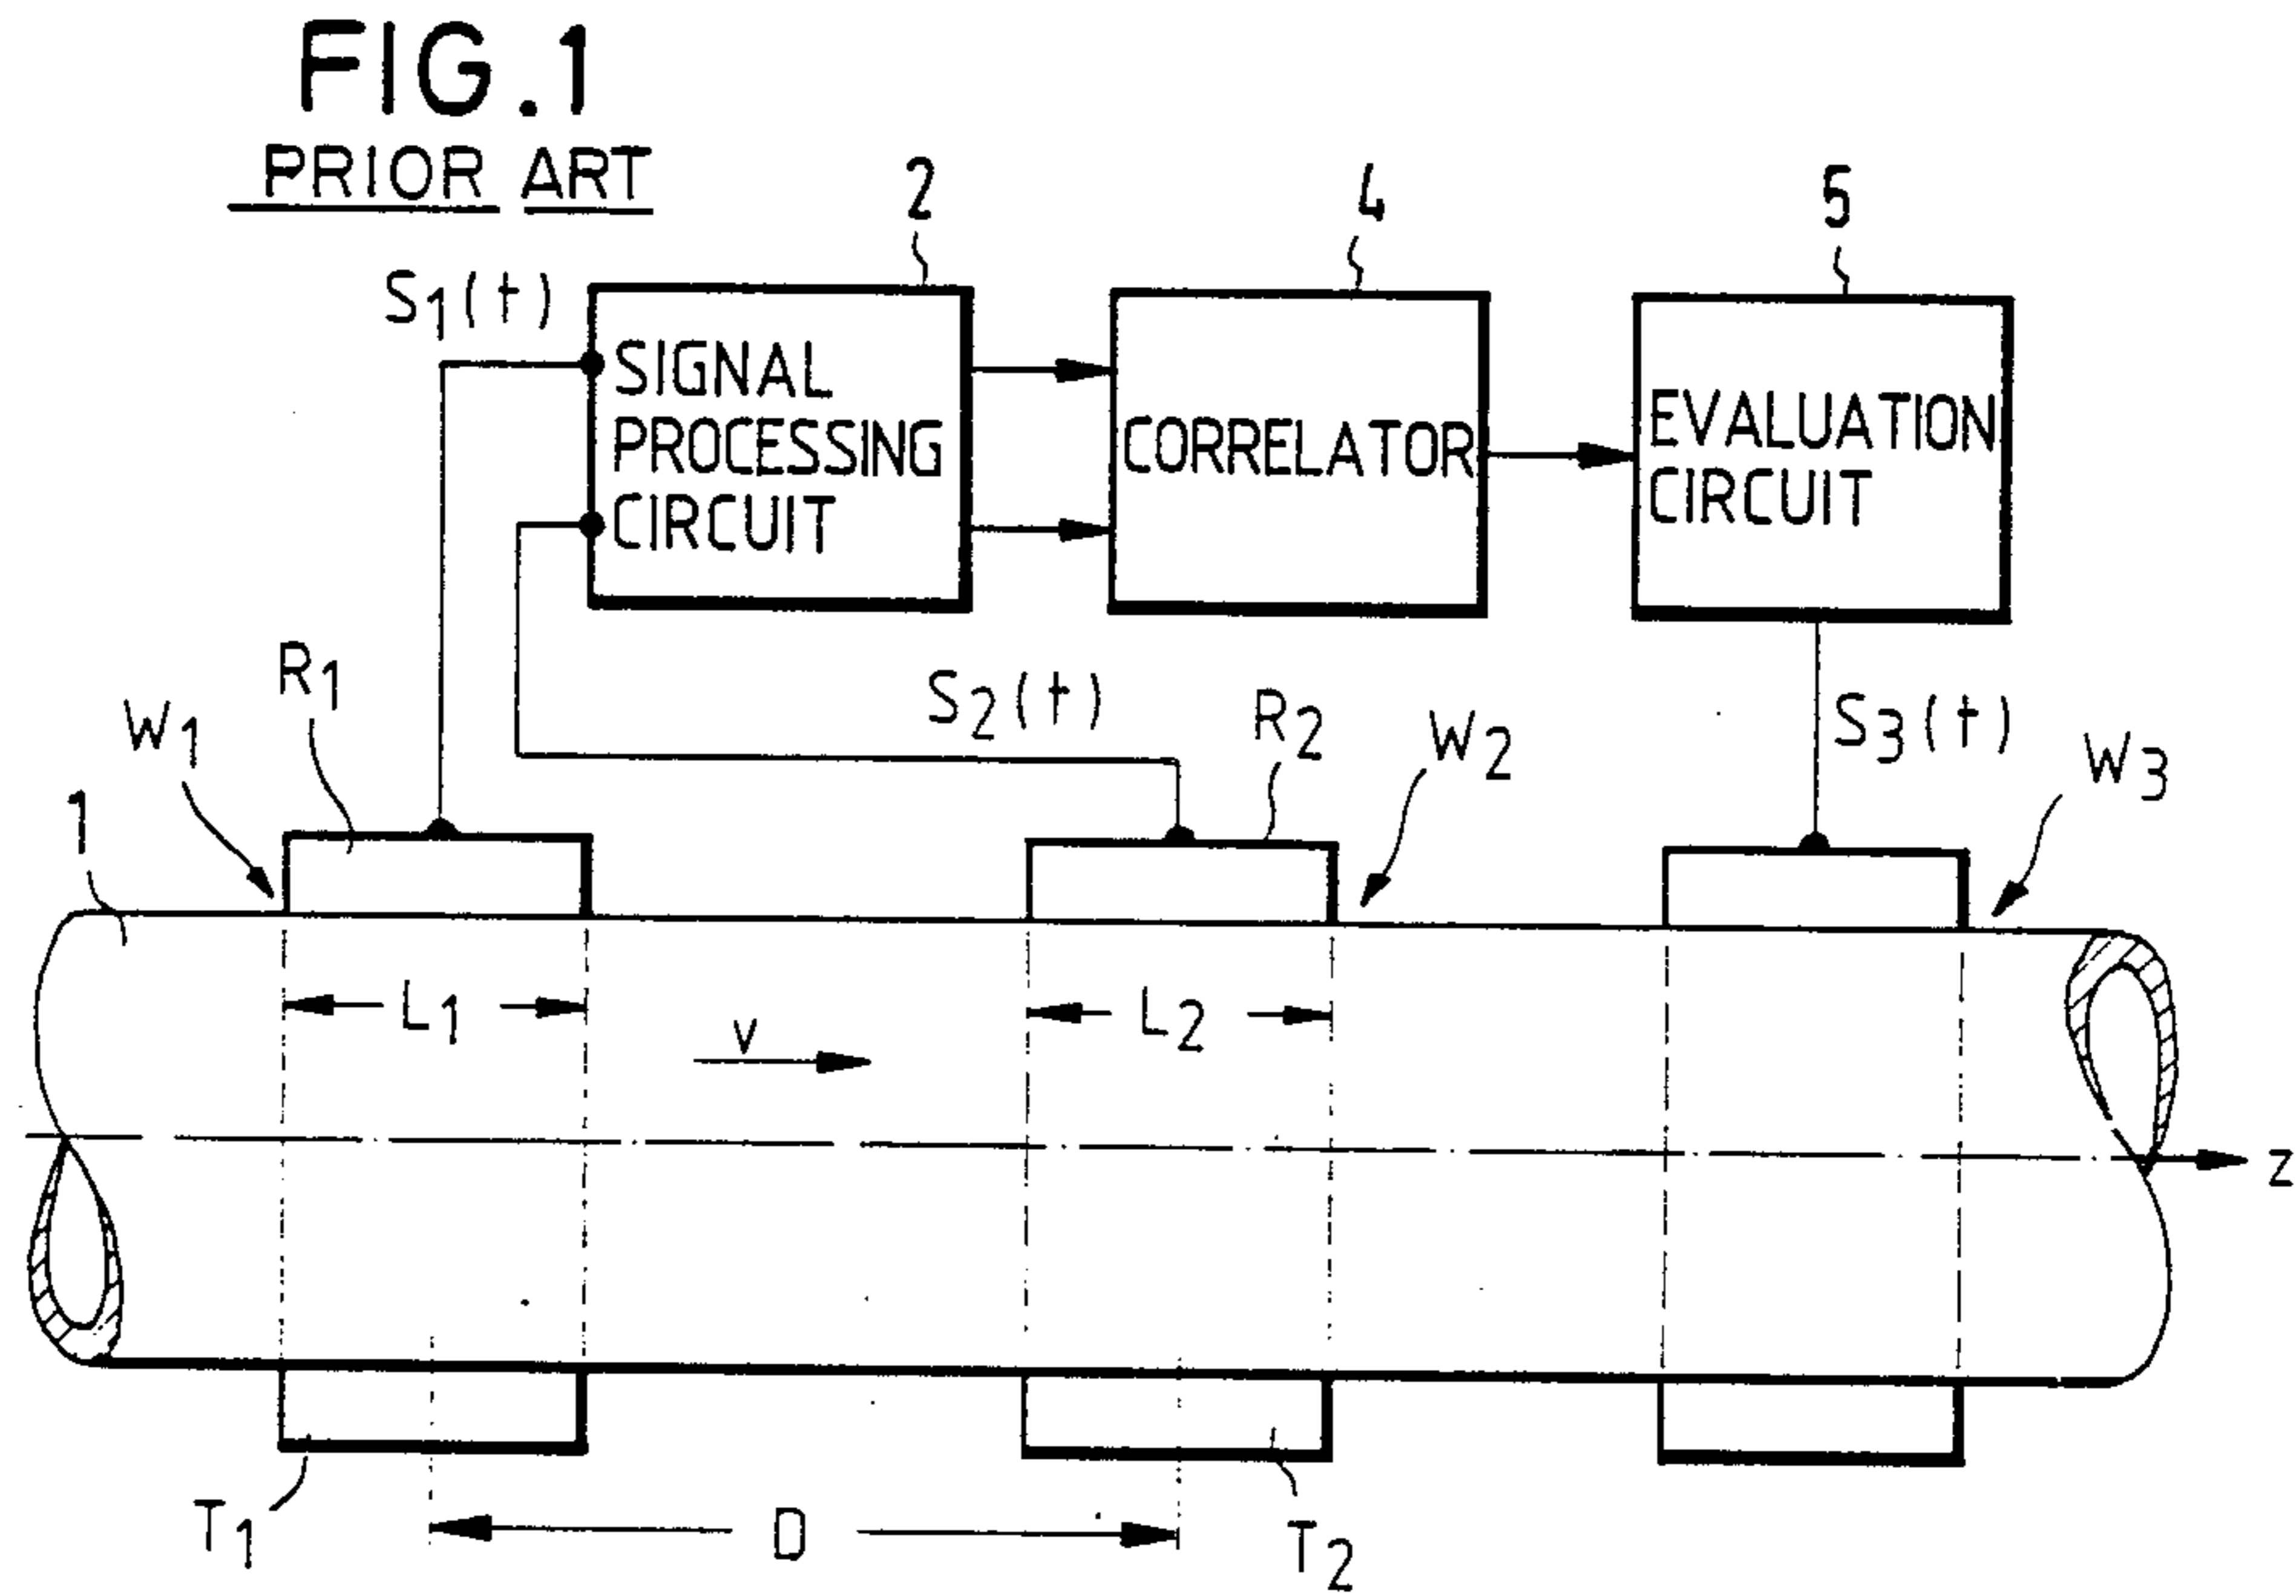 FIG.1
PRIOR ART
2
4
5
S1(t)
SIGNAL
PROCESSING
CIRCUIT
CORRELATOR
EVALUATION
CIRCUIT
R1
S2(t)
R2
S3(t)
W1
W2
W3
1
L1
L2
v
z
T1
D
T2